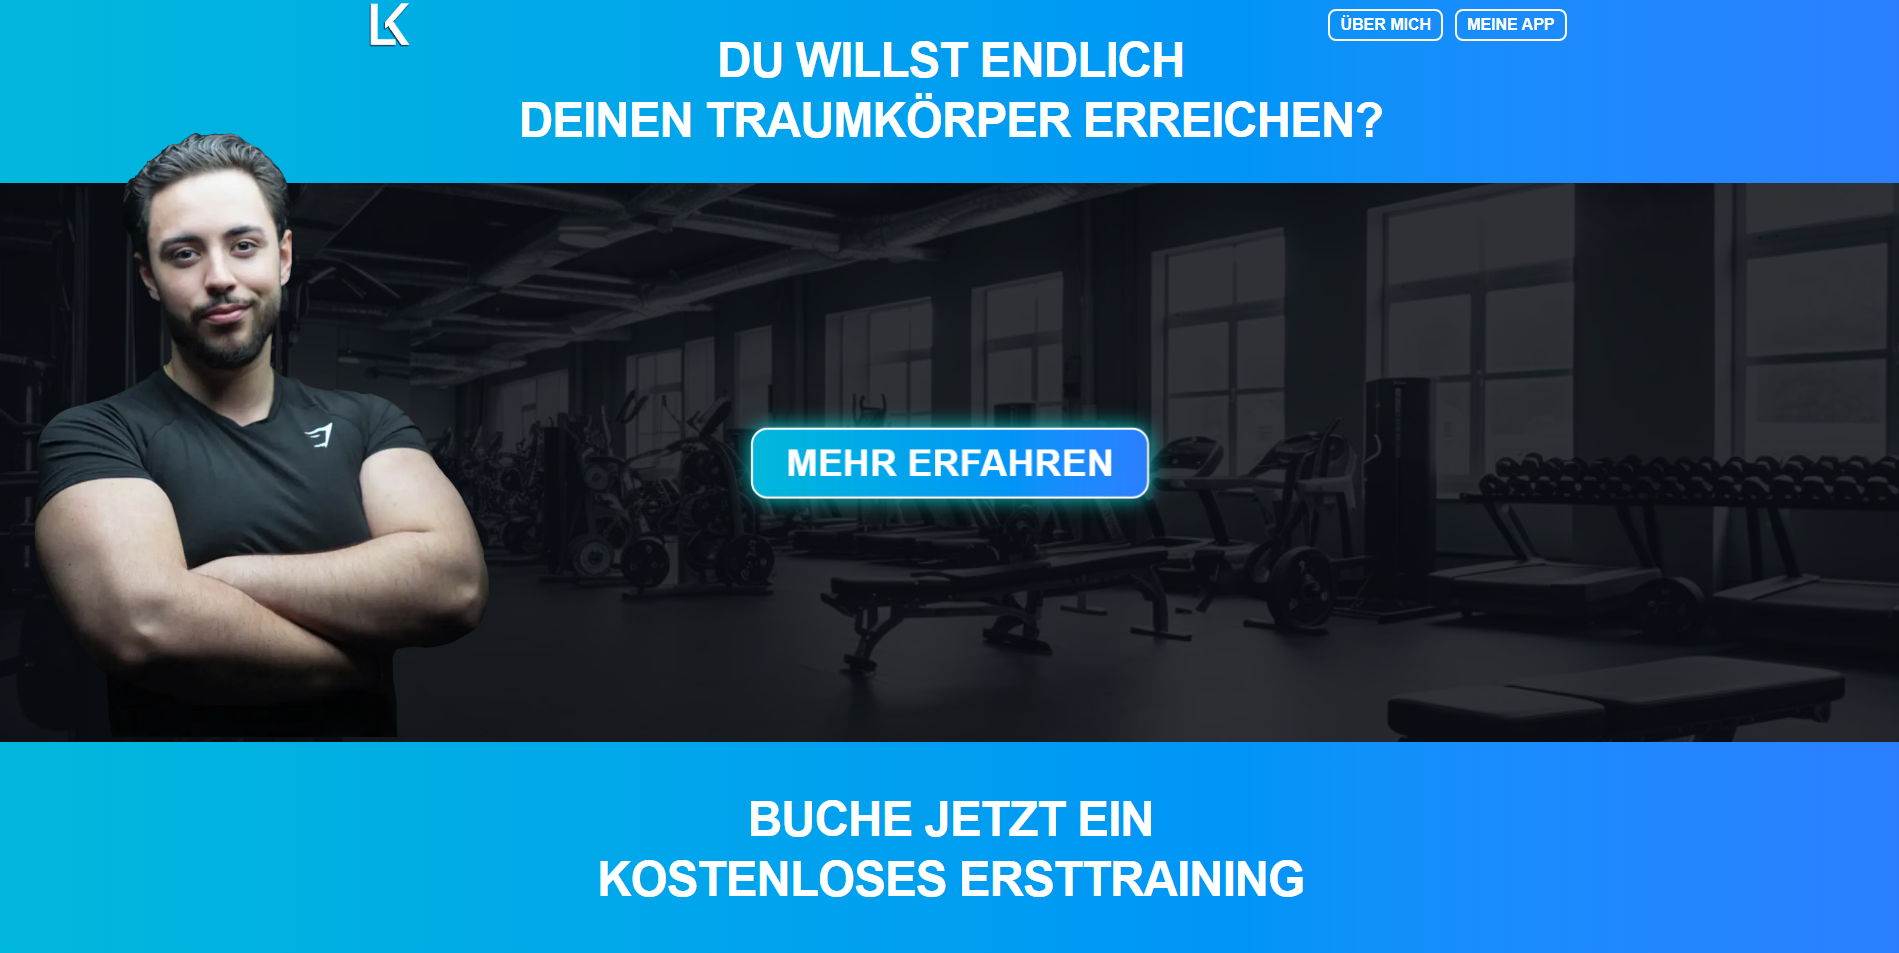 LK
ÜBER MICH
MEINE APP
DU WILLST ENDLICH
DEINEN TRAUMKÖRPER ERREICHEN?
MEHR ERFAHREN
BUCHE JETZT EIN
KOSTENLOSES ERSTTRAINING